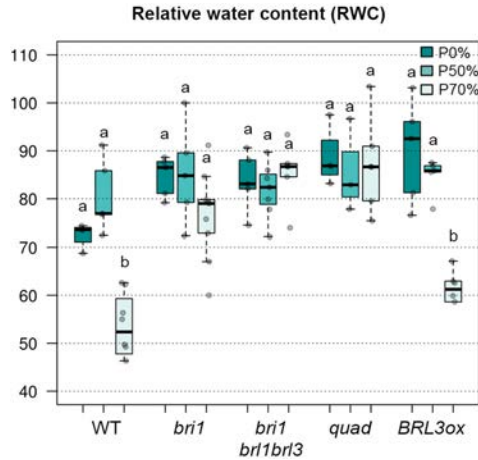 Relative water content (RWC)
110
100
90
80
70
60
50
40
P0%
P50%
P70%
a
a
b
a
a
a
a
a
a
a
a
a
a
a
b
WT
bri1
bri1
brl1brl3
quad
BRL3ox